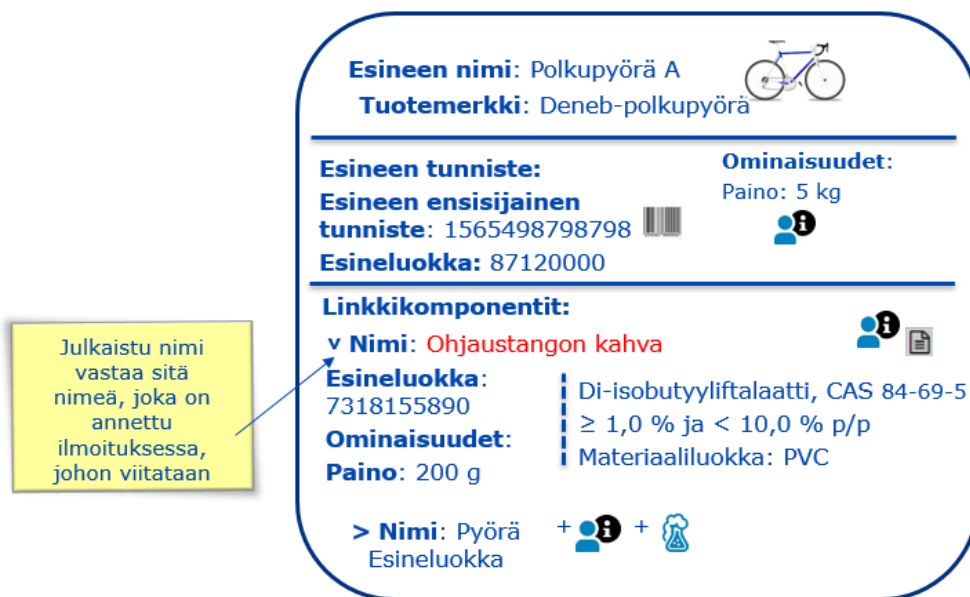 Esineen nimi: Polkupyörä A
Tuotemerkki: Deneb-polkupyörä
Esineen tunniste:
Esineen ensisijainen
tunniste: 1565498798798
Esineluokka: 87120000
Ominaisuudet:
Paino: 5 kg
Linkkikomponentit:
v Nimi: Ohjaustangon kahva
Esineluokka:
7318155890
Ominaisuudet:
Paino: 200 g
Di-isobutyyliftalaatti, CAS 84-69-5
≥ 1,0 % ja < 10,0 % p/p
Materiaaliluokka: PVC
> Nimi: Pyörä
Esineluokka
+ +
Julkaistu nimi
vastaa sitä
nimeä, joka on
annettu
ilmoituksessa,
johon viitataan